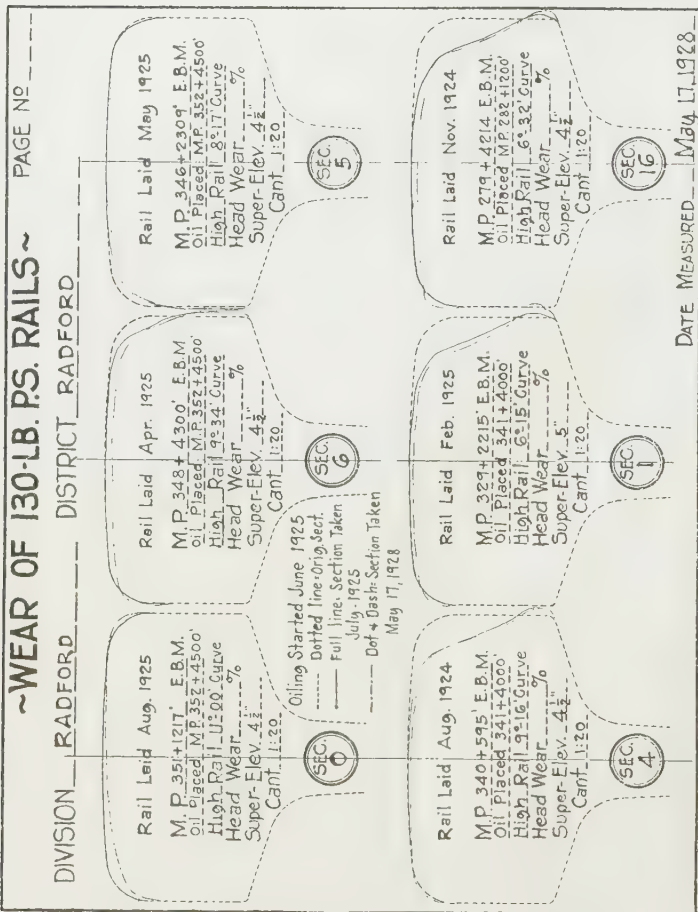 ~WEAR OF 130-LB. P.S. RAILS~ PAGE Nº
DIVISION RADFORD DISTRICT RADFORD
Rail Laid Aug. 1925
M.P. 351+1217' E.B.M.
Oil Placed M.P. 352+4500'
High Rail 11°-00' Curve
Head Wear %
Super-Elev. 4½"
Cant 1:20
SEC. 0
Rail Laid Apr. 1925
M.P. 348+4300' E.B.M.
Oil Placed M.P. 352+4500'
High Rail 9°-34' Curve
Head Wear %
Super-Elev. 4½"
Cant 1:20
SEC. 6
Rail Laid May 1925
M.P. 346+2309' E.B.M.
Oil Placed M.P. 352+4500'
High Rail 8°-17' Curve
Head Wear %
Super-Elev. 4½"
Cant 1:20
SEC. 5
Oiling Started June 1925
Dotted line: Orig. Sect.
Full line: Section Taken
July-1925
Dot & Dash: Section Taken
May 17, 1928
Rail Laid Aug. 1924
M.P. 340+595' E.B.M.
Oil Placed 341+4000'
High Rail 9°-16' Curve
Head Wear %
Super-Elev. 4½"
Cant 1:20
SEC. 4
Rail Laid Feb. 1925
M.P. 329+2215' E.B.M.
Oil Placed 341+4000'
High Rail 6°-15' Curve
Head Wear %
Super-Elev. 5"
Cant 1:20
SEC. 1
Rail Laid Nov. 1924
M.P. 279+4214 E.B.M.
Oil Placed M.P. 282+1200'
High Rail 6°-32' Curve
Head Wear %
Super-Elev. 4½"
Cant 1:20
SEC. 16
DATE MEASURED May 17, 1928